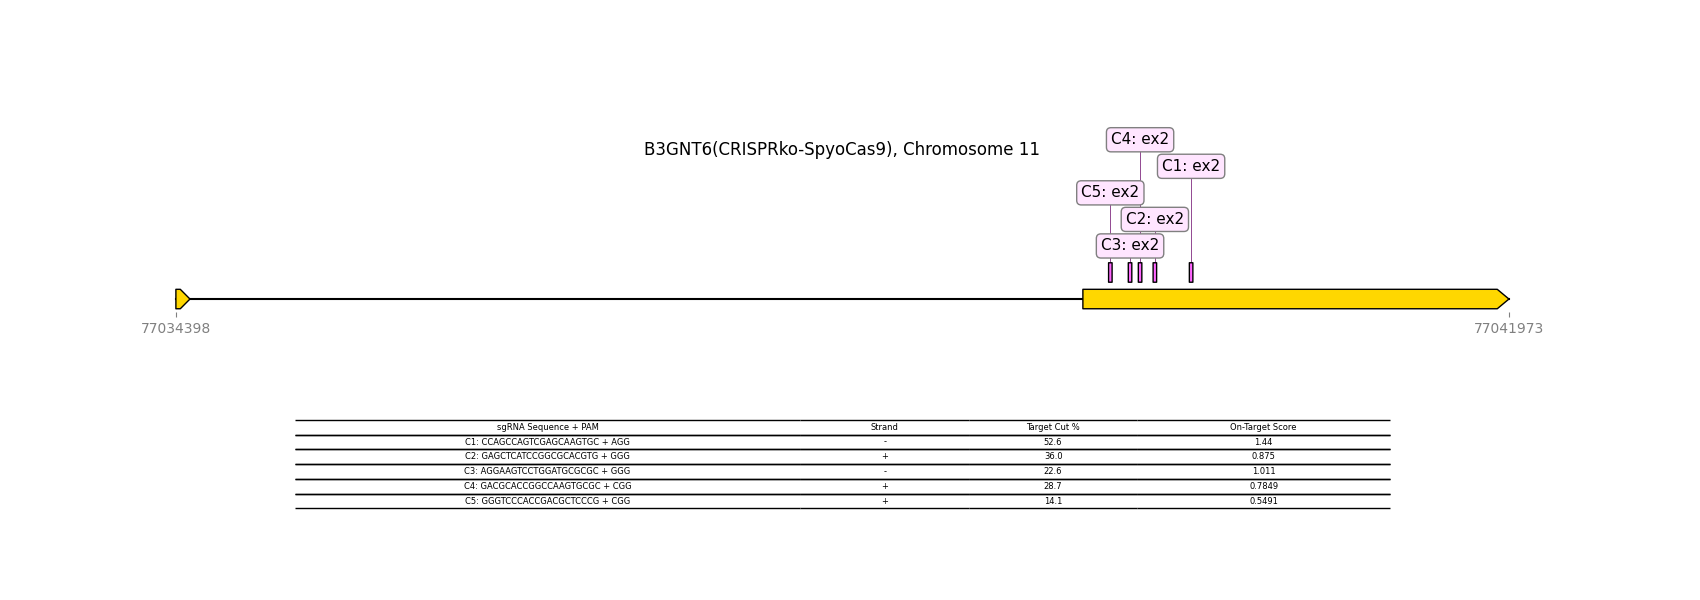 C4: ex2
B3GNT6(CRISPRko-SpyoCas9), Chromosome 11
C1: ex2
C5: ex2
C2: ex2
C3: ex2
77034398
77041973
sgRNA Sequence + PAM Strand Target Cut % On-Target Score
C1: CCAGCCAGTCGAGCAAGTGC + AGG - 52.6 1.44
C2: GAGCTCATCCGGCGCACGTG + GGG + 36.0 0.875
C3: AGGAAGTCCTGGATGCGCGC + GGG - 22.6 1.011
C4: GACGCACCGGCCAAGTGCGC + CGG + 28.7 0.7849
C5: GGGTCCCACCGACGCTCCCG + CGG + 14.1 0.5491